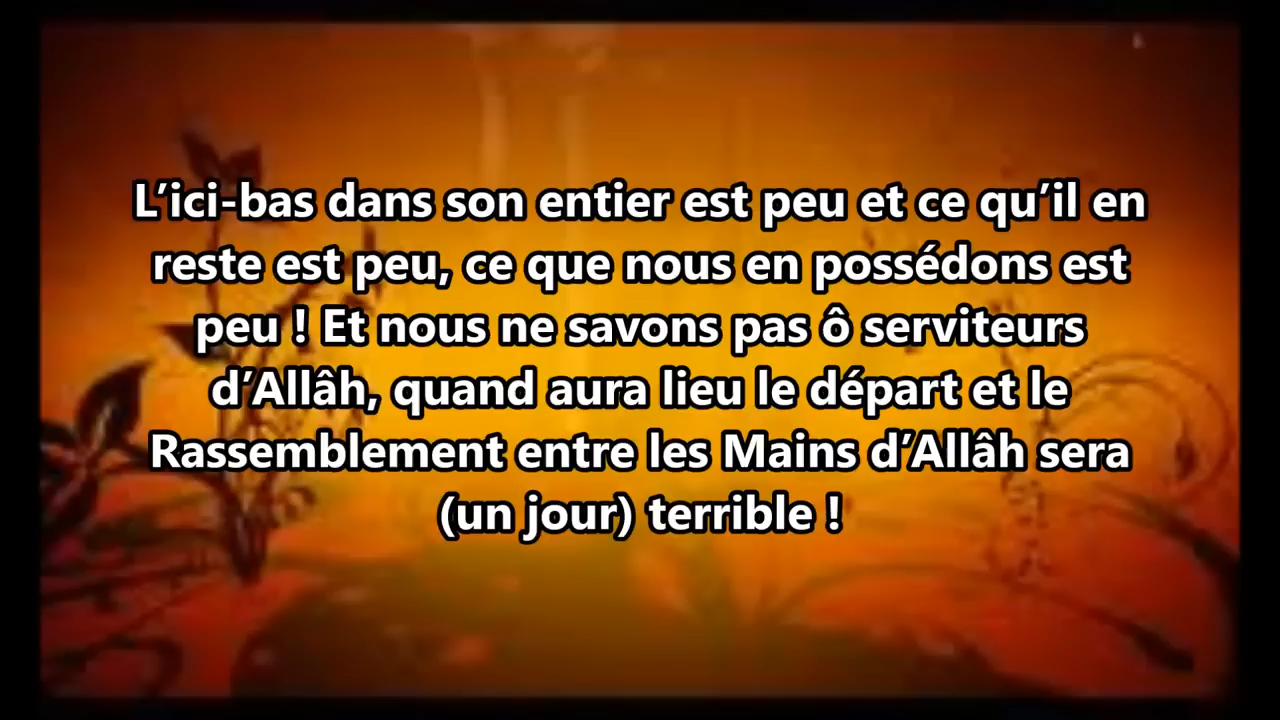 L’ici-bas dans son entier est peu et ce qu’il en
reste est peu, ce que nous en possédons est
peu ! Et nous ne savons pas ô serviteurs
d’Allâh, quand aura lieu le départ et le
Rassemblement entre les Mains d’Allâh sera
(un jour) terrible !